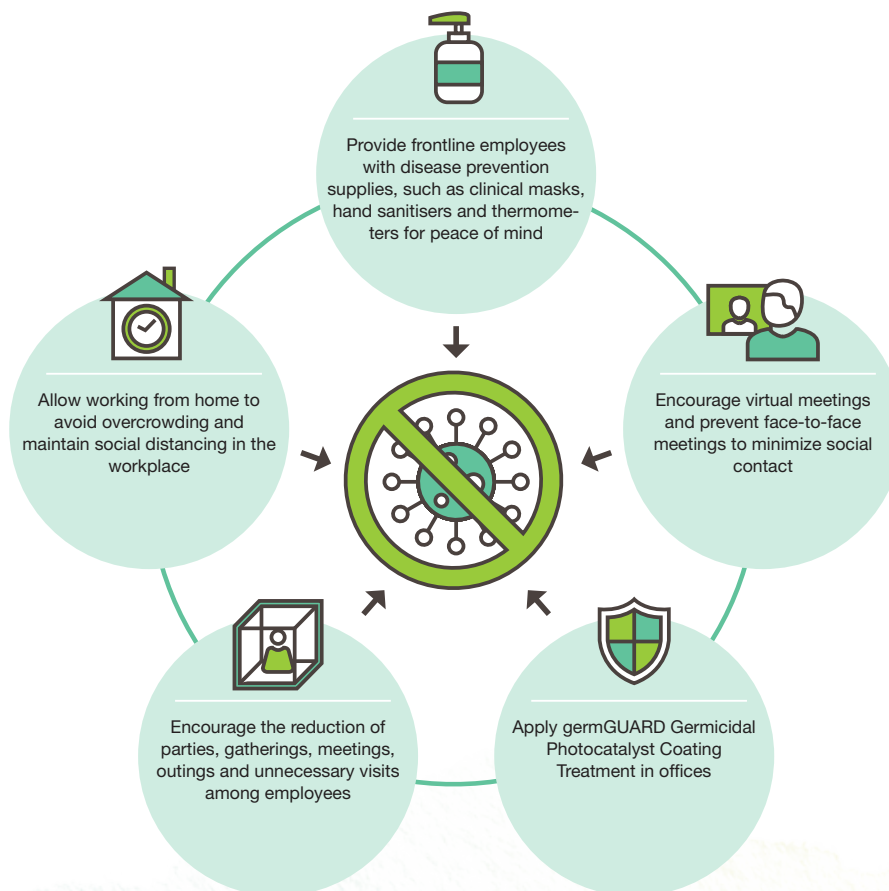 Provide frontline employees
with disease prevention
supplies, such as clinical masks,
hand sanitisers and thermome-
ters for peace of mind
Allow working from home to
avoid overcrowding and
maintain social distancing in the
workplace
Encourage virtual meetings
and prevent face-to-face
meetings to minimize social
contact
Encourage the reduction of
parties, gatherings, meetings,
outings and unnecessary visits
among employees
Apply germGUARD Germicidal
Photocatalyst Coating
Treatment in offices